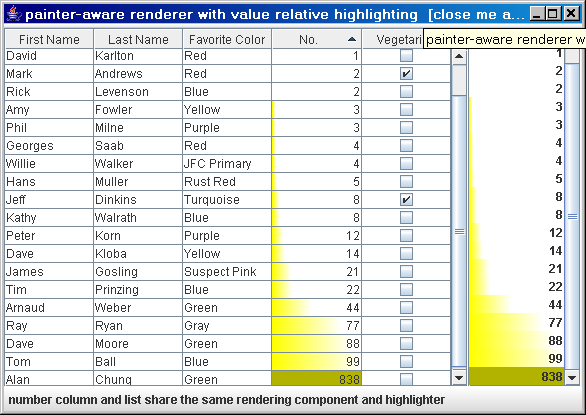 painter-aware renderer with value relative highlighting [close me a...
First Name Last Name Favorite Color No. Vegetari
painter-aware renderer w
David Karlton Red 1 1
Mark Andrews Red 2 2
Rick Levenson Blue 2 2
Amy Fowler Yellow 3 3
Phil Milne Purple 3 3
Georges Saab Red 4 4
Willie Walker JFC Primary 4 4
Hans Muller Rust Red 5 5
Jeff Dinkins Turquoise 8 8
Kathy Walrath Blue 8 8
Peter Korn Purple 12 12
Dave Kloba Yellow 14 14
James Gosling Suspect Pink 21 21
Tim Prinzing Blue 22 22
Arnaud Weber Green 44 44
Ray Ryan Gray 77 77
Dave Moore Green 88 88
Tom Ball Blue 99 99
Alan Chung Green 838 838
number column and list share the same rendering component and highlighter